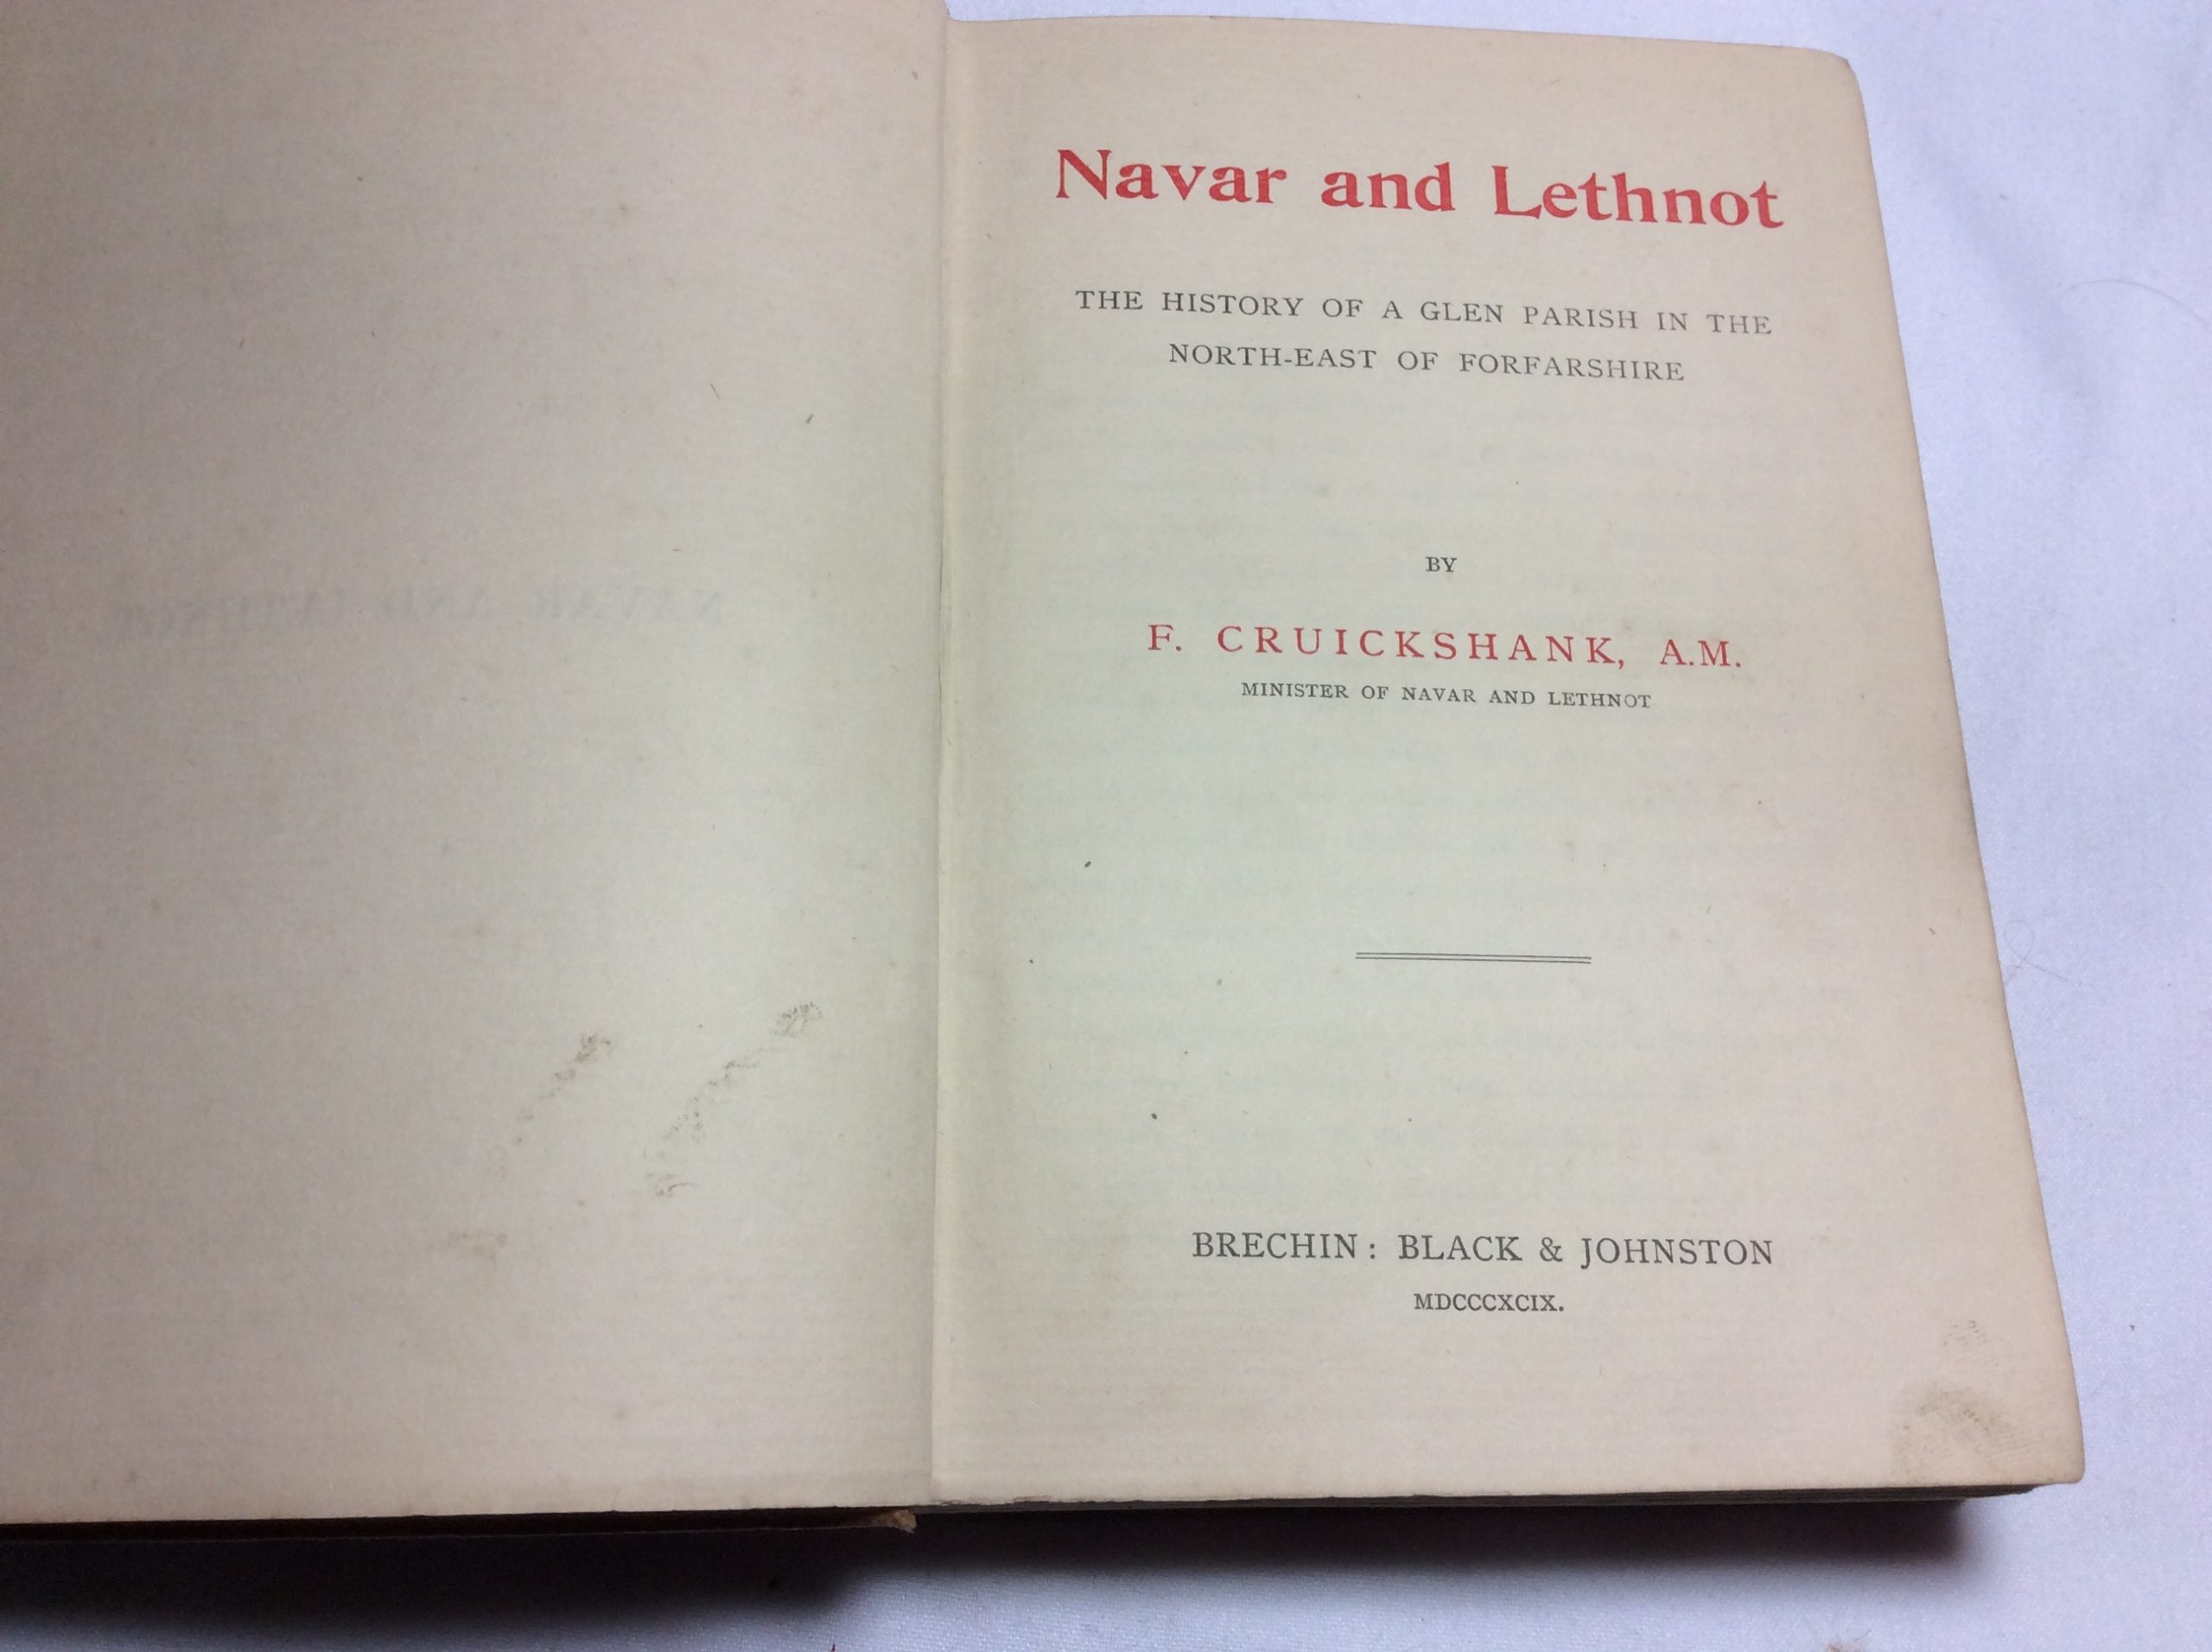 Navar and Lethnot
THE HISTORY OF A GLEN PARISH IN THE
NORTH-EAST OF FORFARSHIRE
BY
F. CRUICKSHANK, A.M.
MINISTER OF NAVAR AND LETHNOT
BRECHIN: BLACK & JOHNSTON
MDCCCXCIX.